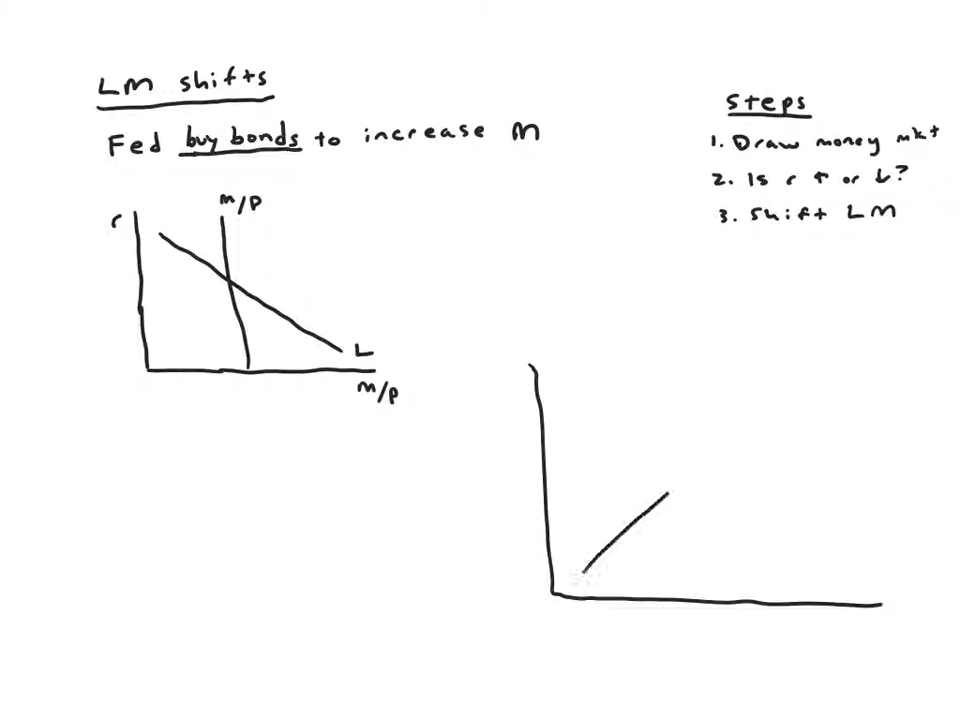 LM shifts
Fed buy bonds to increase M
Steps
1. Draw money mkt
2. Is r ↑ or ↓?
3. Shift LM
M/P
r
L
M/P